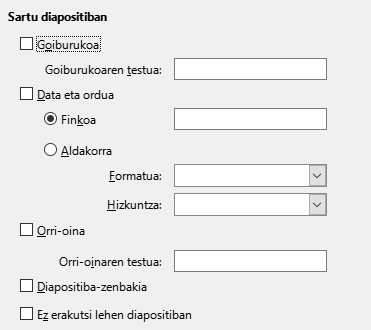 Sartu diapositiban
Goiburukoa
Goiburukoaren testua:
Data eta ordua
Finkoa
Aldakorra
Formatua:
Hizkuntza:
Orri-oina
Orri-oinaren testua:
Diapositiba-zenbakia
Ez erakutsi lehen diapositiban